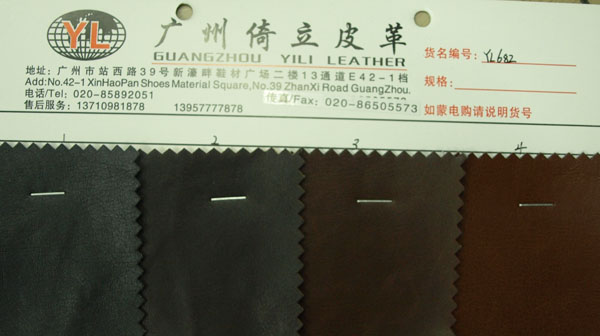 YL
广州倚立皮革
GUANGZHOU YILI LEATHER
地址:广州市站西路39号新濠畔鞋材广场二楼13通道E42-1档
Add:No.42-1 XinHaoPan Shoes Material Square,No.39 ZhanXi Road GuangZhou.
电话/Tel: 020-85892051
传真/Fax: 020-86505573
售后服务: 13710981878 13957777878
货名编号: YL682
规格:
如蒙电购请说明货号
1 2 3 4